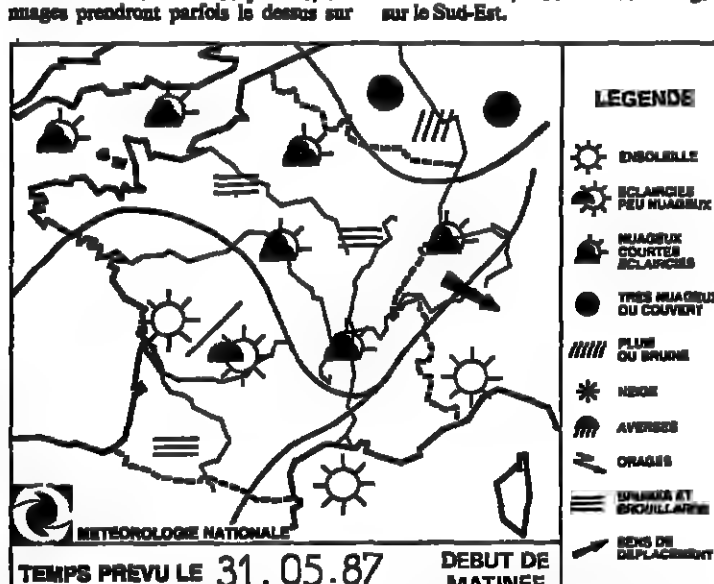 nuages prendront parfois le dessus sur
sur le Sud-Est.
LEGENDE
ENSOLEILLE
ECLAIRCIES
PEU NUAGEUX
NUAGEUX
COURTES
ECLAIRCIES
TRES NUAGEUX
OU COUVERT
PLUIE
OU BRUINE
NEIGE
AVERSES
ORAGES
BRUMES ET
BROUILLARDS
SENS DE
DEPLACEMENT
METEOROLOGIE NATIONALE
TEMPS PREVU LE 31.05.87
DEBUT DE
MATINEE